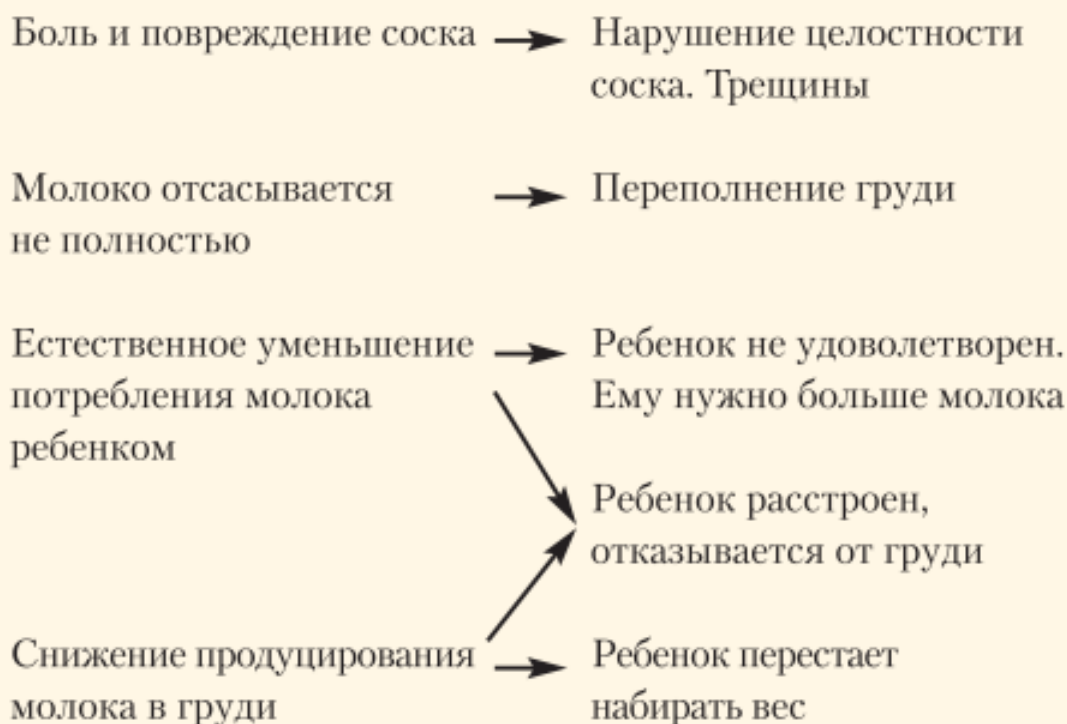 Боль и повреждение соска
Нарушение целостности
соска. Трещины
Молоко отсасывается
не полностью
Переполнение груди
Естественное уменьшение
потребления молока
ребенком
Ребенок не удоволетворен.
Ему нужно больше молока
Ребенок расстроен,
отказывается от груди
Снижение продуцирования
молока в груди
Ребенок перестает
набирать вес